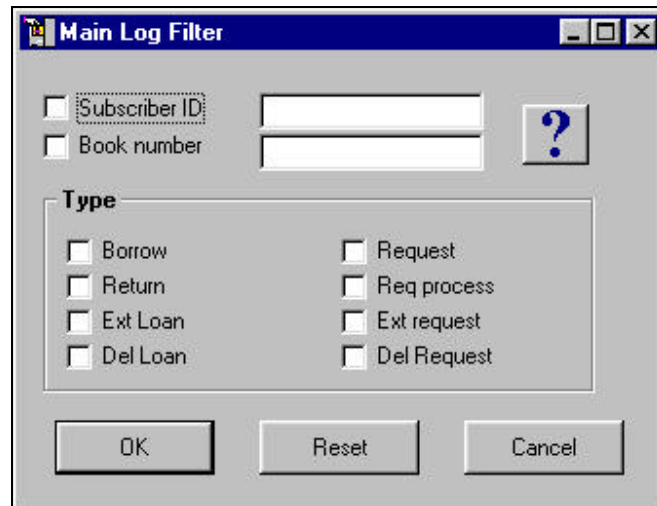 Main Log Filter
Subscriber ID
Book number
?
Type
Borrow
Request
Return
Req process
Ext Loan
Ext request
Del Loan
Del Request
OK
Reset
Cancel